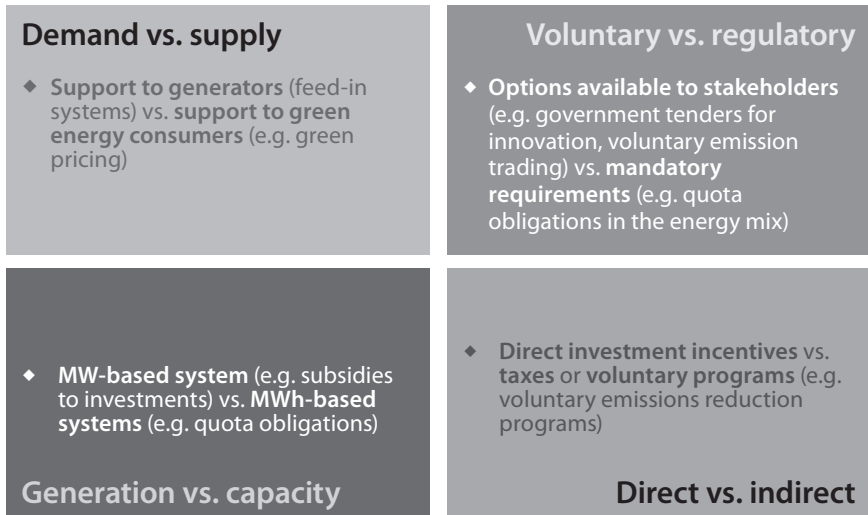 Demand vs. supply
◆ Support to generators (feed-in
systems) vs. support to green
energy consumers (e.g. green
pricing)
Voluntary vs. regulatory
◆ Options available to stakeholders
(e.g. government tenders for
innovation, voluntary emission
trading) vs. mandatory
requirements (e.g. quota
obligations in the energy mix)
◆ MW-based system (e.g. subsidies
to investments) vs. MWh-based
systems (e.g. quota obligations)
Generation vs. capacity
◆ Direct investment incentives vs.
taxes or voluntary programs (e.g.
voluntary emissions reduction
programs)
Direct vs. indirect